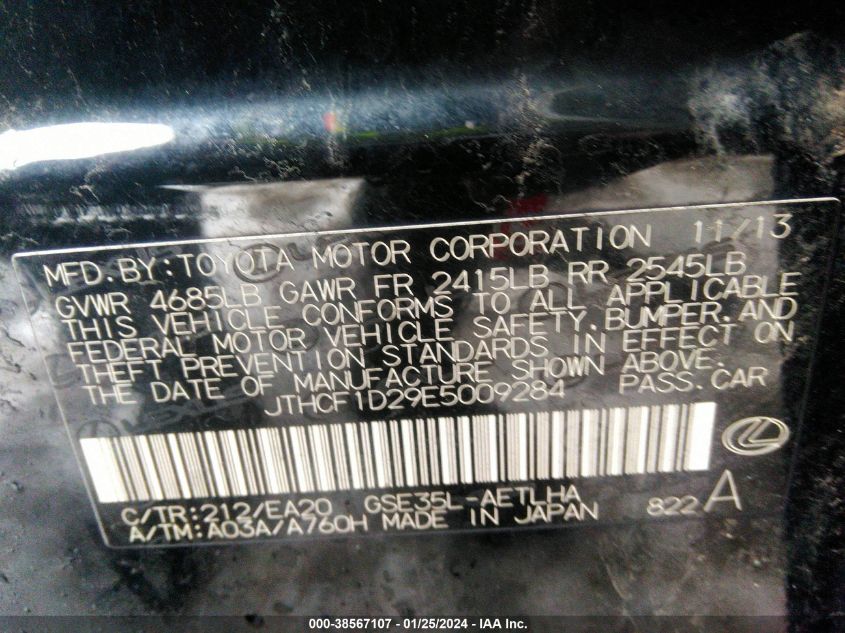 MFD.BY:TOYOTA MOTOR CORPORATION 11/13
GVWR 4685LB GAWR FR 2415LB RR 2545LB
THIS VEHICLE CONFORMS TO ALL APPLICABLE
FEDERAL MOTOR VEHICLE SAFETY,BUMPER,AND
THEFT PREVENTION STANDARDS IN EFFECT ON
THE DATE OF MANUFACTURE SHOWN ABOVE.
JTHCF1D29E5009284 PASS.CAR
C/TR:212/EA20 GSE35L-AETLHA
A/TM:A03A/A760H MADE IN JAPAN 822A
000-38567107 - 01/25/2024 - IAA Inc.